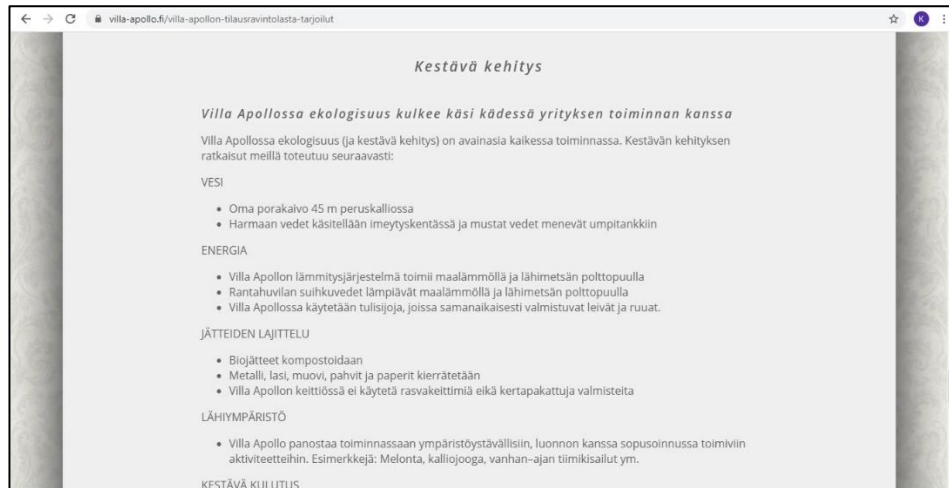 villa-apollo.fi/villa-apollon-tilausravintolasta-tarjoilut
K
Kestävä kehitys
Villa Apollossa ekologisuus kulkee käsi kädessä yrityksen toiminnan kanssa
Villa Apollossa ekologisuus (ja kestävä kehitys) on avainasia kaikessa toiminnassa. Kestävän kehityksen
ratkaisut meillä toteutuu seuraavasti:
VESI
• Oma porakaivo 45 m peruskalliossa
• Harmaan vedet käsitellään imeytyskentässä ja mustat vedet menevät umpitankkiin
ENERGIA
• Villa Apollon lämmitysjärjestelmä toimii maalämmöllä ja lähimetsän polttopuulla
• Rantahuvilan suihkuvedet lämpiävät maalämmöllä ja lähimetsän polttopuulla
• Villa Apollossa käytetään tulisijoja, joissa samanaikaisesti valmistuvat leivät ja ruuat.
JÄTTEIDEN LAJITTELU
• Biojätteet kompostoidaan
• Metalli, lasi, muovi, pahvit ja paperit kierrätetään
• Villa Apollon keittiössä ei käytetä rasvakeittimiä eikä kertapakattuja valmisteita
LÄHIYMPÄRISTÖ
• Villa Apollo panostaa toiminnassaan ympäristöystävällisiin, luonnon kanssa sopusoinnussa toimiviin
aktiviteetteihin. Esimerkkejä: Melonta, kalliojooga, vanhan–ajan tiimikisailut ym.
KESTÄVÄ KULUTUS